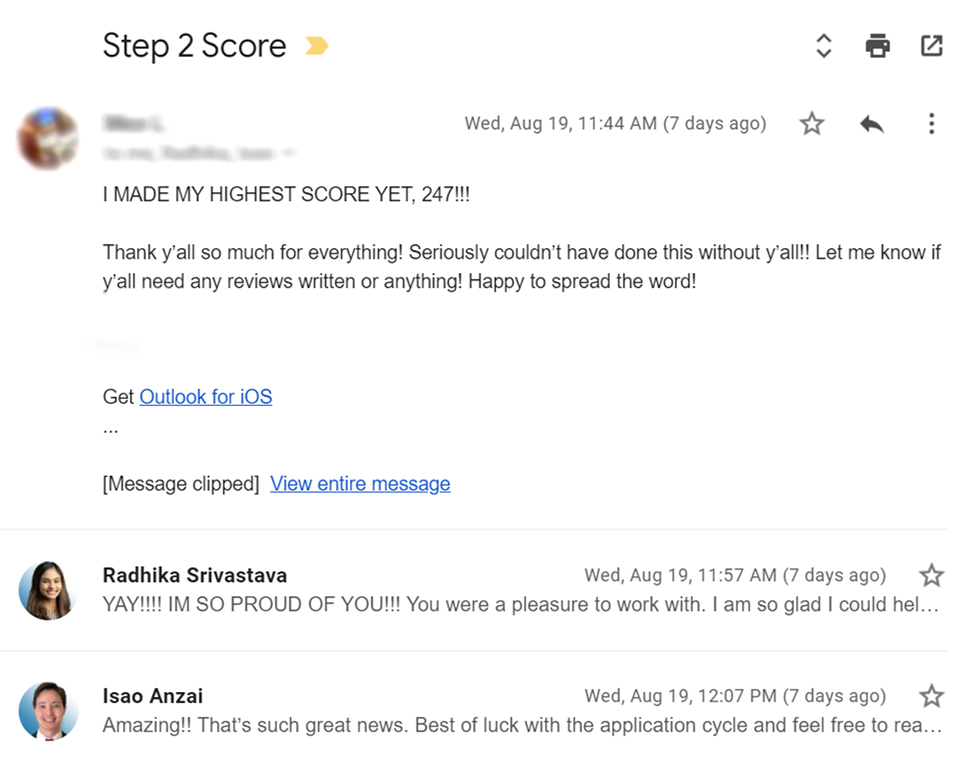 Step 2 Score
Wed, Aug 19, 11:44 AM (7 days ago)
I MADE MY HIGHEST SCORE YET, 247!!!
Thank y’all so much for everything! Seriously couldn’t have done this without y’all!! Let me know if
y’all need any reviews written or anything! Happy to spread the word!
Get Outlook for iOS
...
[Message clipped] View entire message
Radhika Srivastava Wed, Aug 19, 11:57 AM (7 days ago)
YAY!!!! IM SO PROUD OF YOU!!! You were a pleasure to work with. I am so glad I could hel...
Isao Anzai Wed, Aug 19, 12:07 PM (7 days ago)
Amazing!! That’s such great news. Best of luck with the application cycle and feel free to rea...